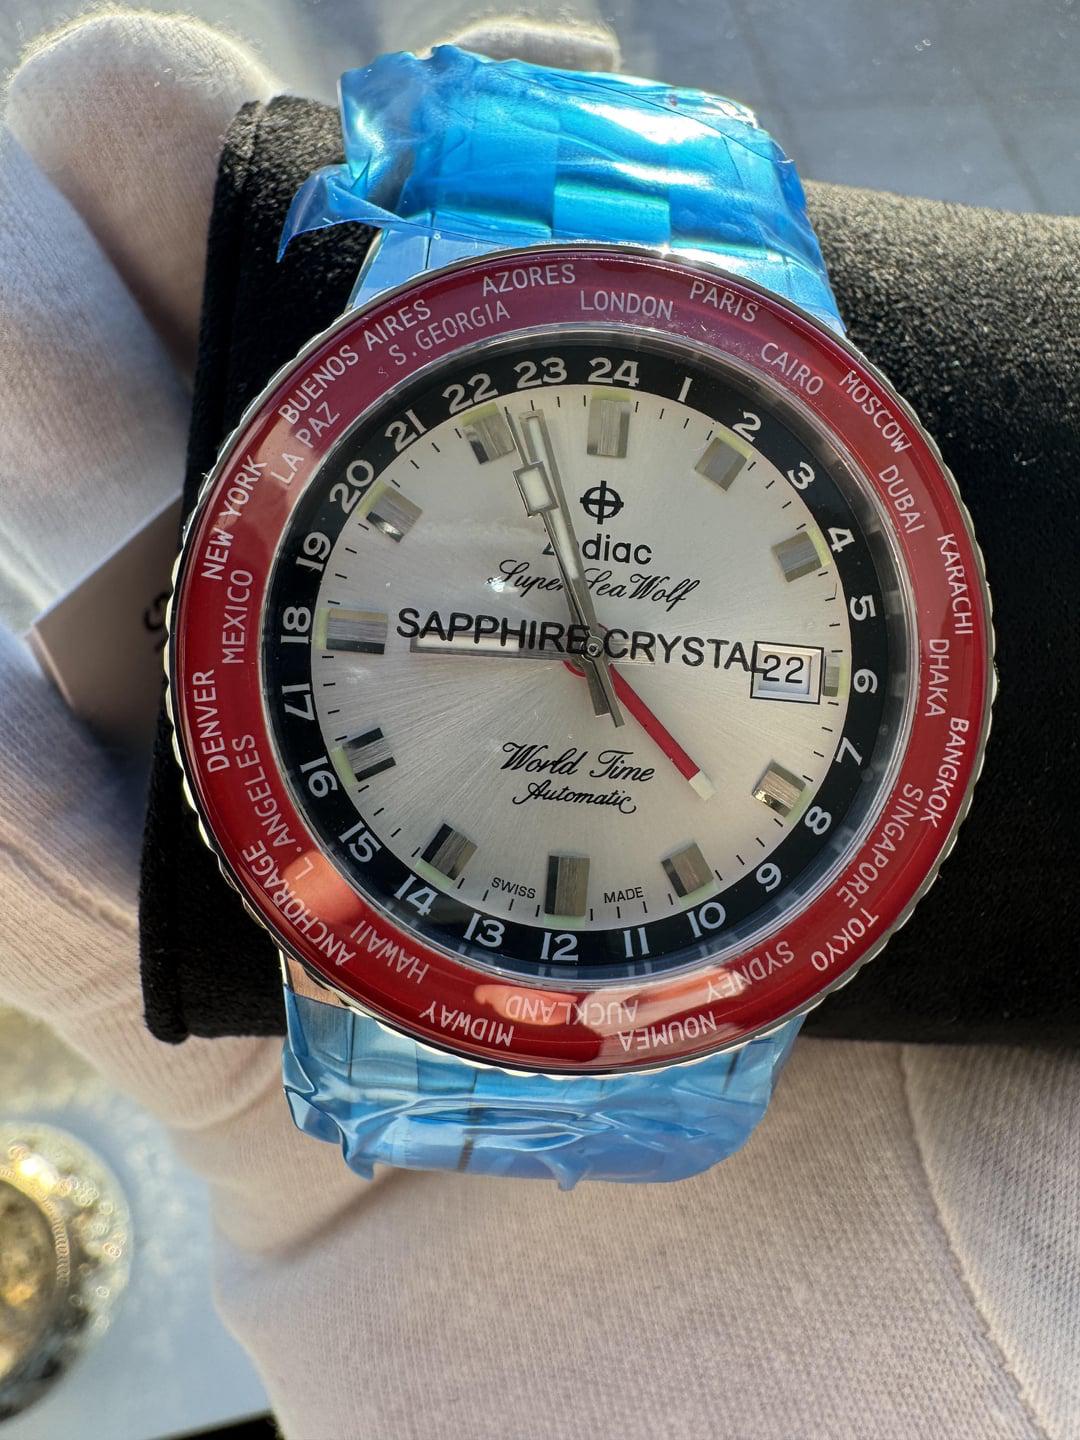 AZORES
LONDON
PARIS
CAIRO
MOSCOW
DUBAI
KARACHI
DHAKA
BANGKOK
SINGAPORE
TOKYO
SYDNEY
NOUMEA
AUCKLAND
MIDWAY
HAWAII
ANCHORAGE
L. ANGELES
DENVER
MEXICO
NEW YORK
LA PAZ
BUENOS AIRES
S. GEORGIA
24
1
2
3
4
5
6
7
8
9
10
11
12
13
14
15
16
17
18
19
20
21
22
23
Zodiac
Super Sea Wolf
SAPPHIRE CRYSTAL
22
World Time
Automatic
SWISS MADE